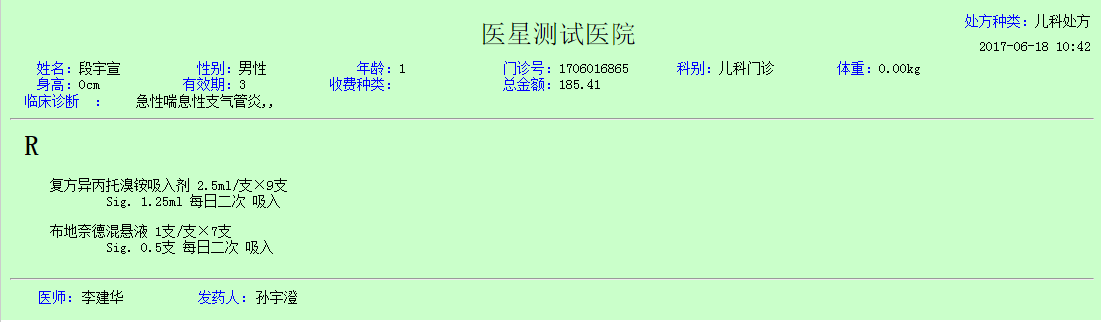 处方种类：儿科处方
医星测试医院
2017-06-18 10:42
姓名：段宇宣 性别：男性 年龄：1 门诊号：1706016865 科别：儿科门诊 体重：0.00kg
身高：0cm 有效期：3 收费种类： 总金额：185.41
临床诊断 ： 急性喘息性支气管炎,,
R
复方异丙托溴铵吸入剂 2.5ml/支×9支
Sig. 1.25ml 每日二次 吸入
布地奈德混悬液 1支/支×7支
Sig. 0.5支 每日二次 吸入
医师：李建华 发药人：孙宇澄